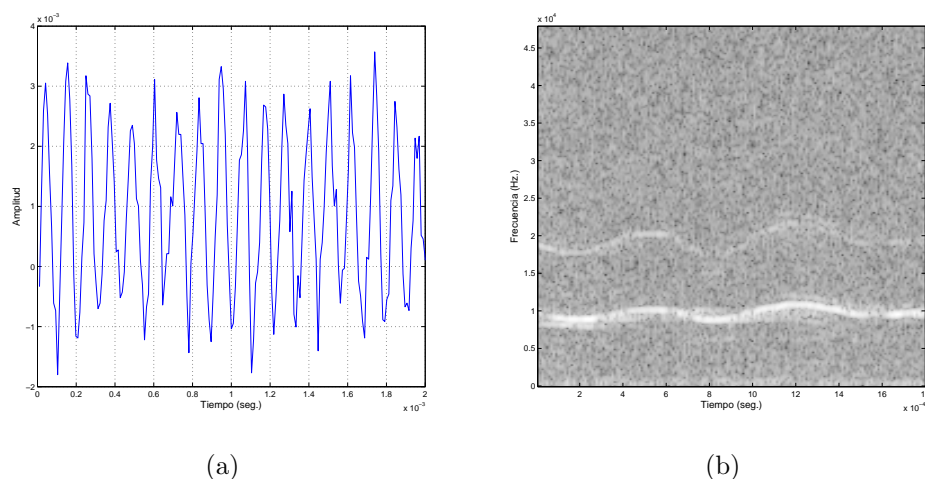 x 10⁻³
4
3
2
1
0
−1
−2
Amplitud
0 0.2 0.4 0.6 0.8 1 1.2 1.4 1.6 1.8 2
x 10⁻³
Tiempo (seg.)
(a)
x 10⁴
4.5
4
3.5
3
2.5
2
1.5
1
0.5
0
Frecuencia (Hz.)
2 4 6 8 10 12 14 16
x 10⁻⁴
Tiempo (seg.)
(b)